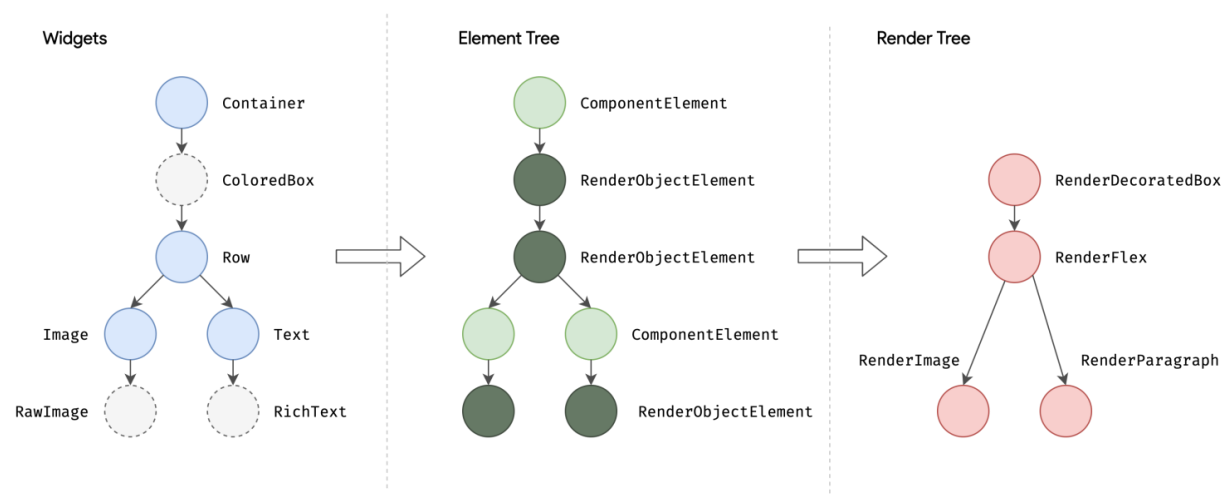 Widgets
Container
ColoredBox
Row
Image
Text
RawImage
RichText
Element Tree
ComponentElement
RenderObjectElement
RenderObjectElement
ComponentElement
RenderObjectElement
Render Tree
RenderDecoratedBox
RenderFlex
RenderImage
RenderParagraph